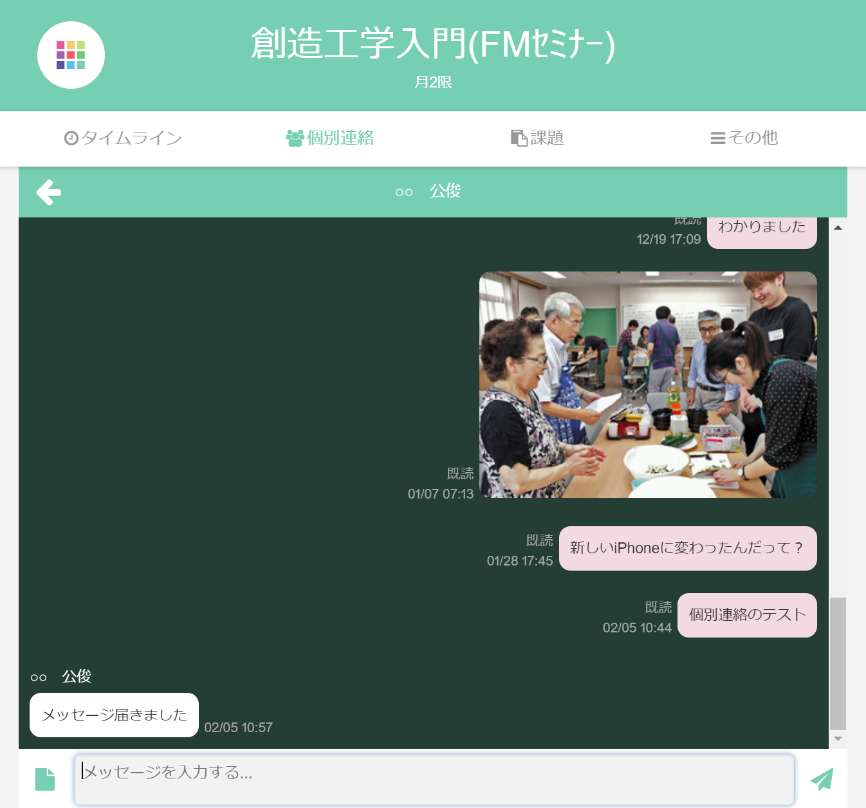 創造工学入門(FMｾﾐﾅｰ)
月2限
タイムライン
個別連絡
課題
その他
○○　公俊
わかりました
既読
12/19 17:09
既読
01/07 07:13
新しいiPhoneに変わったんだって？
既読
01/28 17:45
個別連絡のテスト
既読
02/05 10:44
○○　公俊
メッセージ届きました
02/05 10:57
メッセージを入力する...